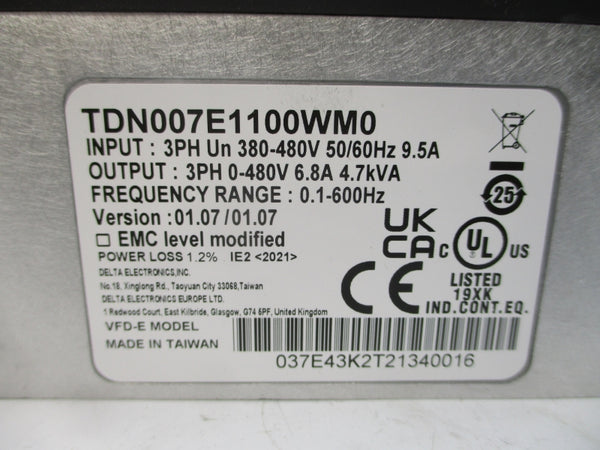 TDN007E1100WM0
INPUT : 3PH Un 380-480V 50/60Hz 9.5A
OUTPUT : 3PH 0-480V 6.8A 4.7kVA
FREQUENCY RANGE : 0.1-600Hz
Version : 01.07 / 01.07
☐ EMC level modified
POWER LOSS 1.2% IE2 <2021>
DELTA ELECTRONICS,INC.
No.18, Xinglong Rd., Taoyuan City 33068,Taiwan
DELTA ELECTRONICS EUROPE LTD.
1 Redwood Court, East Kilbride, Glasgow, G74 6PF, United Kingdom
VFD-E MODEL
MADE IN TAIWAN
037E43K2T21340016
25
UK
CA
CE
C UL US
LISTED
19XK
IND.CONT.EQ.